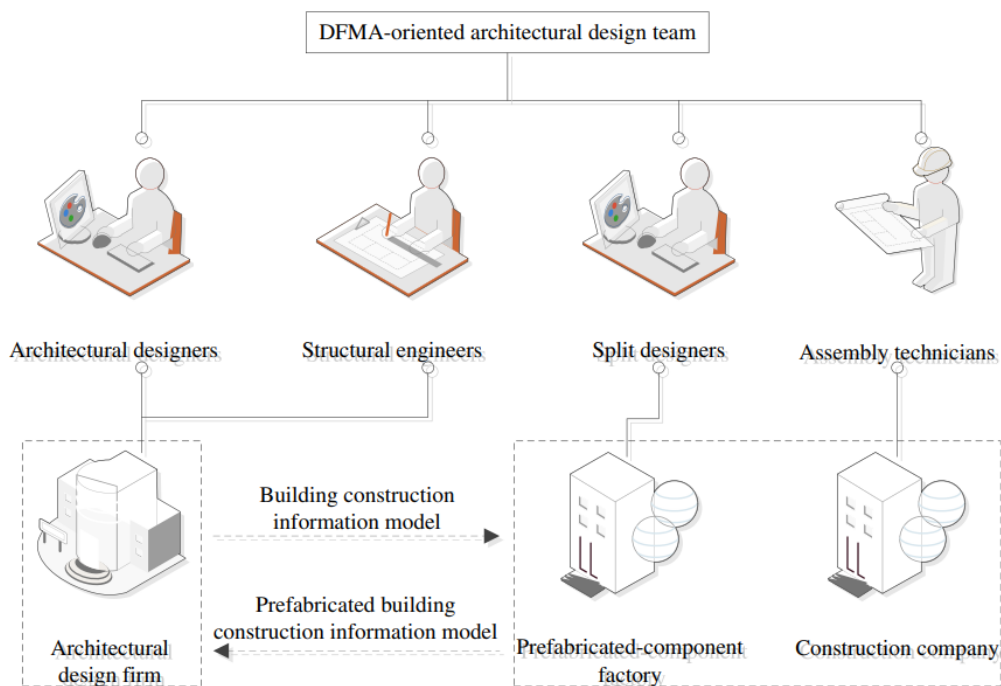 DFMA-oriented architectural design team
Architectural designers
Structural engineers
Split designers
Assembly technicians
Building construction
information model
Prefabricated building
construction information model
Architectural
design firm
Prefabricated-component
factory
Construction company